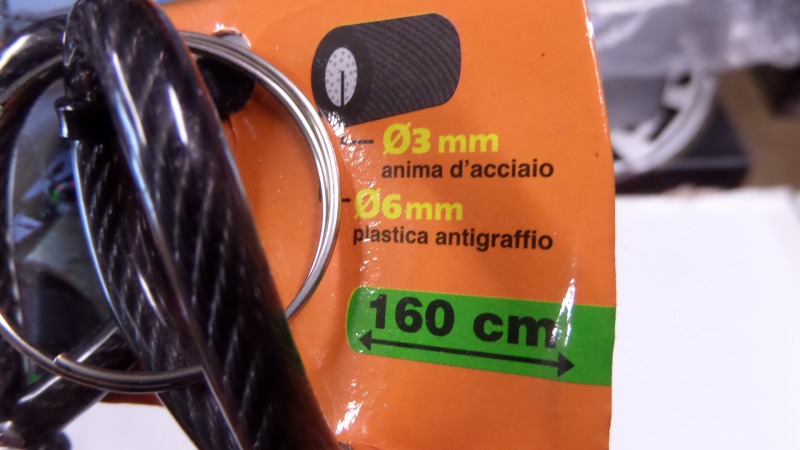 Ø3 mm
anima d'acciaio
Ø6mm
plastica antigraffio
160 cm